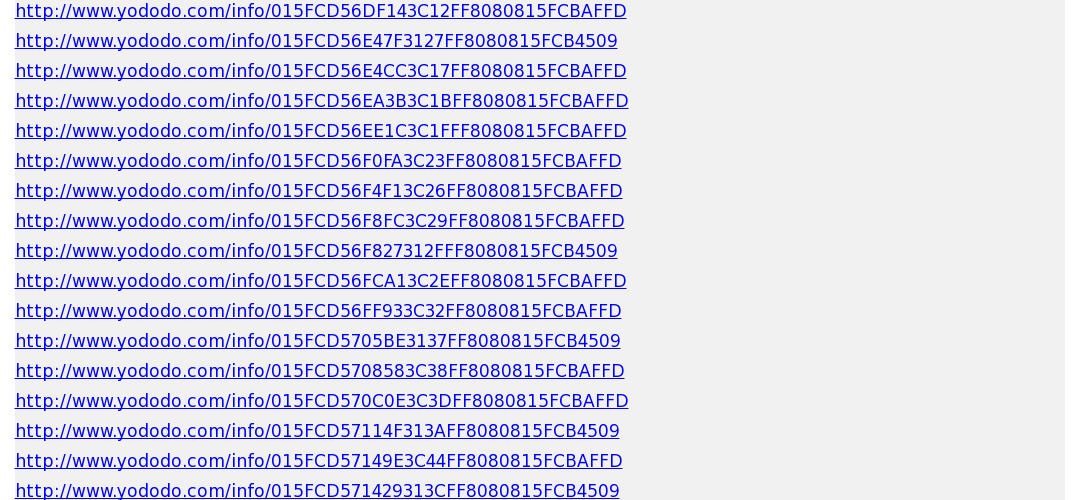 http://www.yododo.com/info/015FCD56DF143C12FF8080815FCBAFFD
http://www.yododo.com/info/015FCD56E47F3127FF8080815FCB4509
http://www.yododo.com/info/015FCD56E4CC3C17FF8080815FCBAFFD
http://www.yododo.com/info/015FCD56EA3B3C1BFF8080815FCBAFFD
http://www.yododo.com/info/015FCD56EE1C3C1FFF8080815FCBAFFD
http://www.yododo.com/info/015FCD56F0FA3C23FF8080815FCBAFFD
http://www.yododo.com/info/015FCD56F4F13C26FF8080815FCBAFFD
http://www.yododo.com/info/015FCD56F8FC3C29FF8080815FCBAFFD
http://www.yododo.com/info/015FCD56F827312FFF8080815FCB4509
http://www.yododo.com/info/015FCD56FCA13C2EFF8080815FCBAFFD
http://www.yododo.com/info/015FCD56FF933C32FF8080815FCBAFFD
http://www.yododo.com/info/015FCD5705BE3137FF8080815FCB4509
http://www.yododo.com/info/015FCD5708583C38FF8080815FCBAFFD
http://www.yododo.com/info/015FCD570C0E3C3DFF8080815FCBAFFD
http://www.yododo.com/info/015FCD57114F313AFF8080815FCB4509
http://www.yododo.com/info/015FCD57149E3C44FF8080815FCBAFFD
http://www.yododo.com/info/015FCD571429313CFF8080815FCB4509